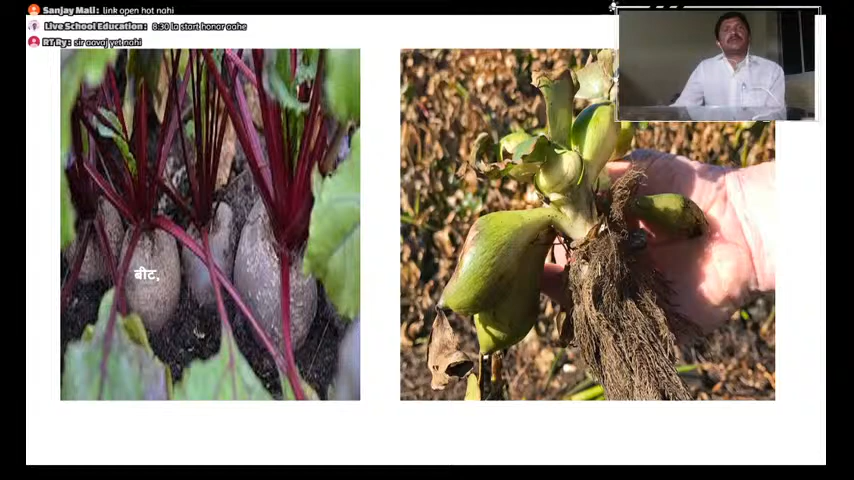 Sanjay Mali: link open hot nahi
Live School Education: 8:30 la start honar aahe
RT Ry: sir aavaj yet nahi
बीट,